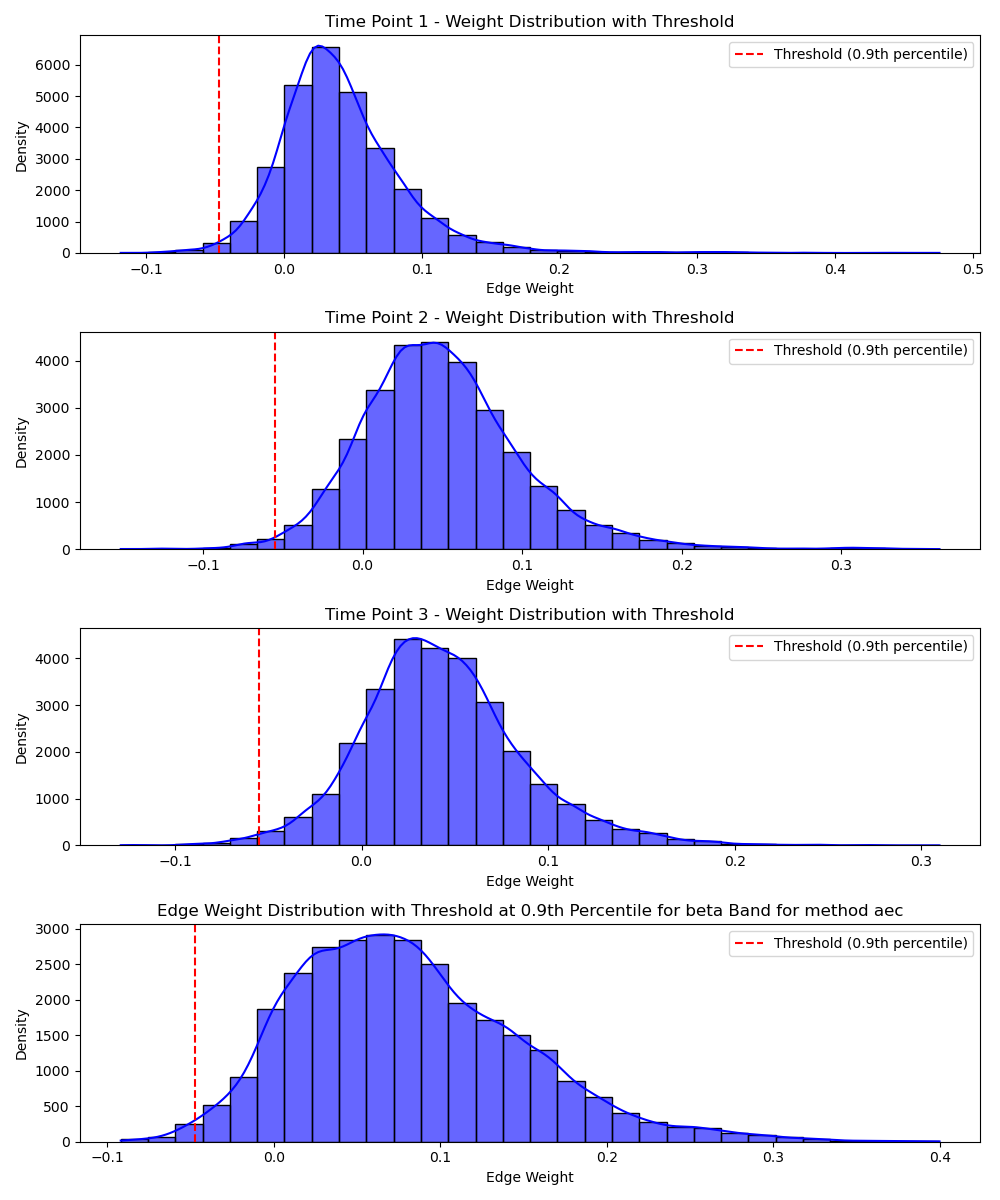 Time Point 1 - Weight Distribution with Threshold
Threshold (0.9th percentile)
Density
6000
5000
4000
3000
2000
1000
0
−0.1 0.0 0.1 0.2 0.3 0.4 0.5
Edge Weight
Time Point 2 - Weight Distribution with Threshold
Threshold (0.9th percentile)
Density
4000
3000
2000
1000
0
−0.1 0.0 0.1 0.2 0.3
Edge Weight
Time Point 3 - Weight Distribution with Threshold
Threshold (0.9th percentile)
Density
4000
3000
2000
1000
0
−0.1 0.0 0.1 0.2 0.3
Edge Weight
Edge Weight Distribution with Threshold at 0.9th Percentile for beta Band for method aec
Threshold (0.9th percentile)
Density
3000
2500
2000
1500
1000
500
0
−0.1 0.0 0.1 0.2 0.3 0.4
Edge Weight